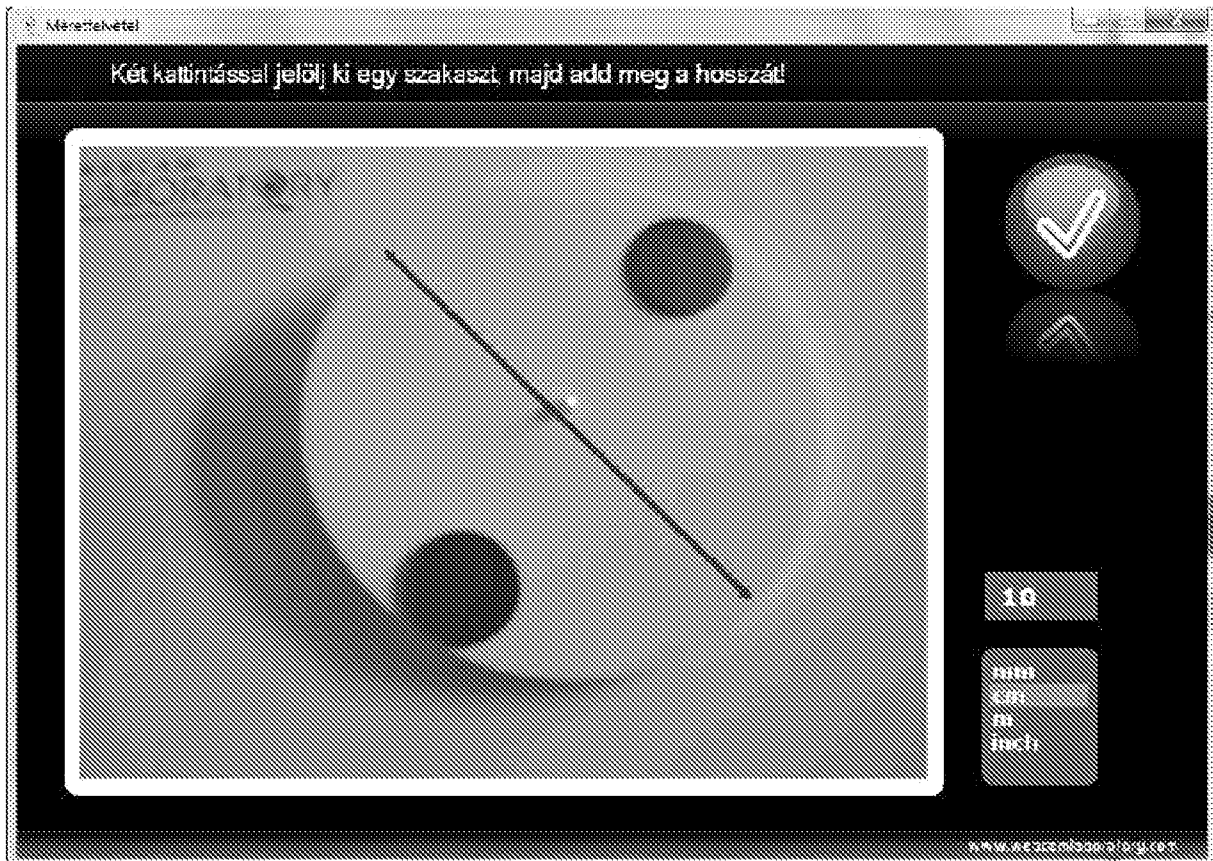 Méretfelvétel
Két kattintással jelölj ki egy szakaszt, majd add meg a hosszát!
10
mm
cm
m
inch